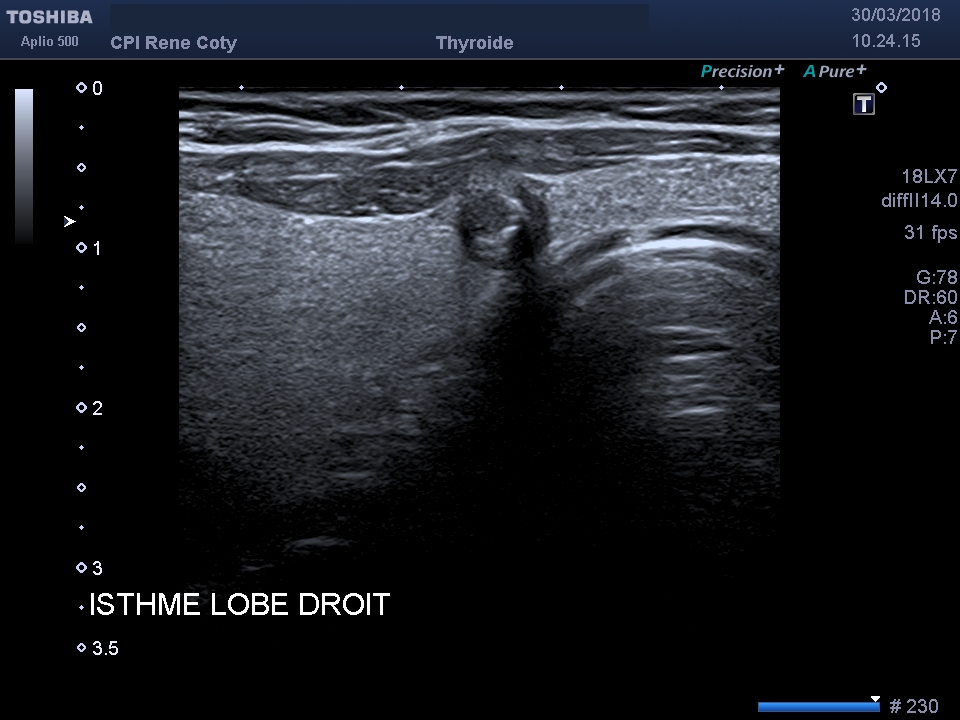 TOSHIBA
Aplio 500
CPI Rene Coty
Thyroide
30/03/2018
10.24.15
Precision+ A Pure+
T
0
1
2
3
3.5
18LX7
diffII14.0
31 fps
G:78
DR:60
A:6
P:7
ISTHME LOBE DROIT
# 230